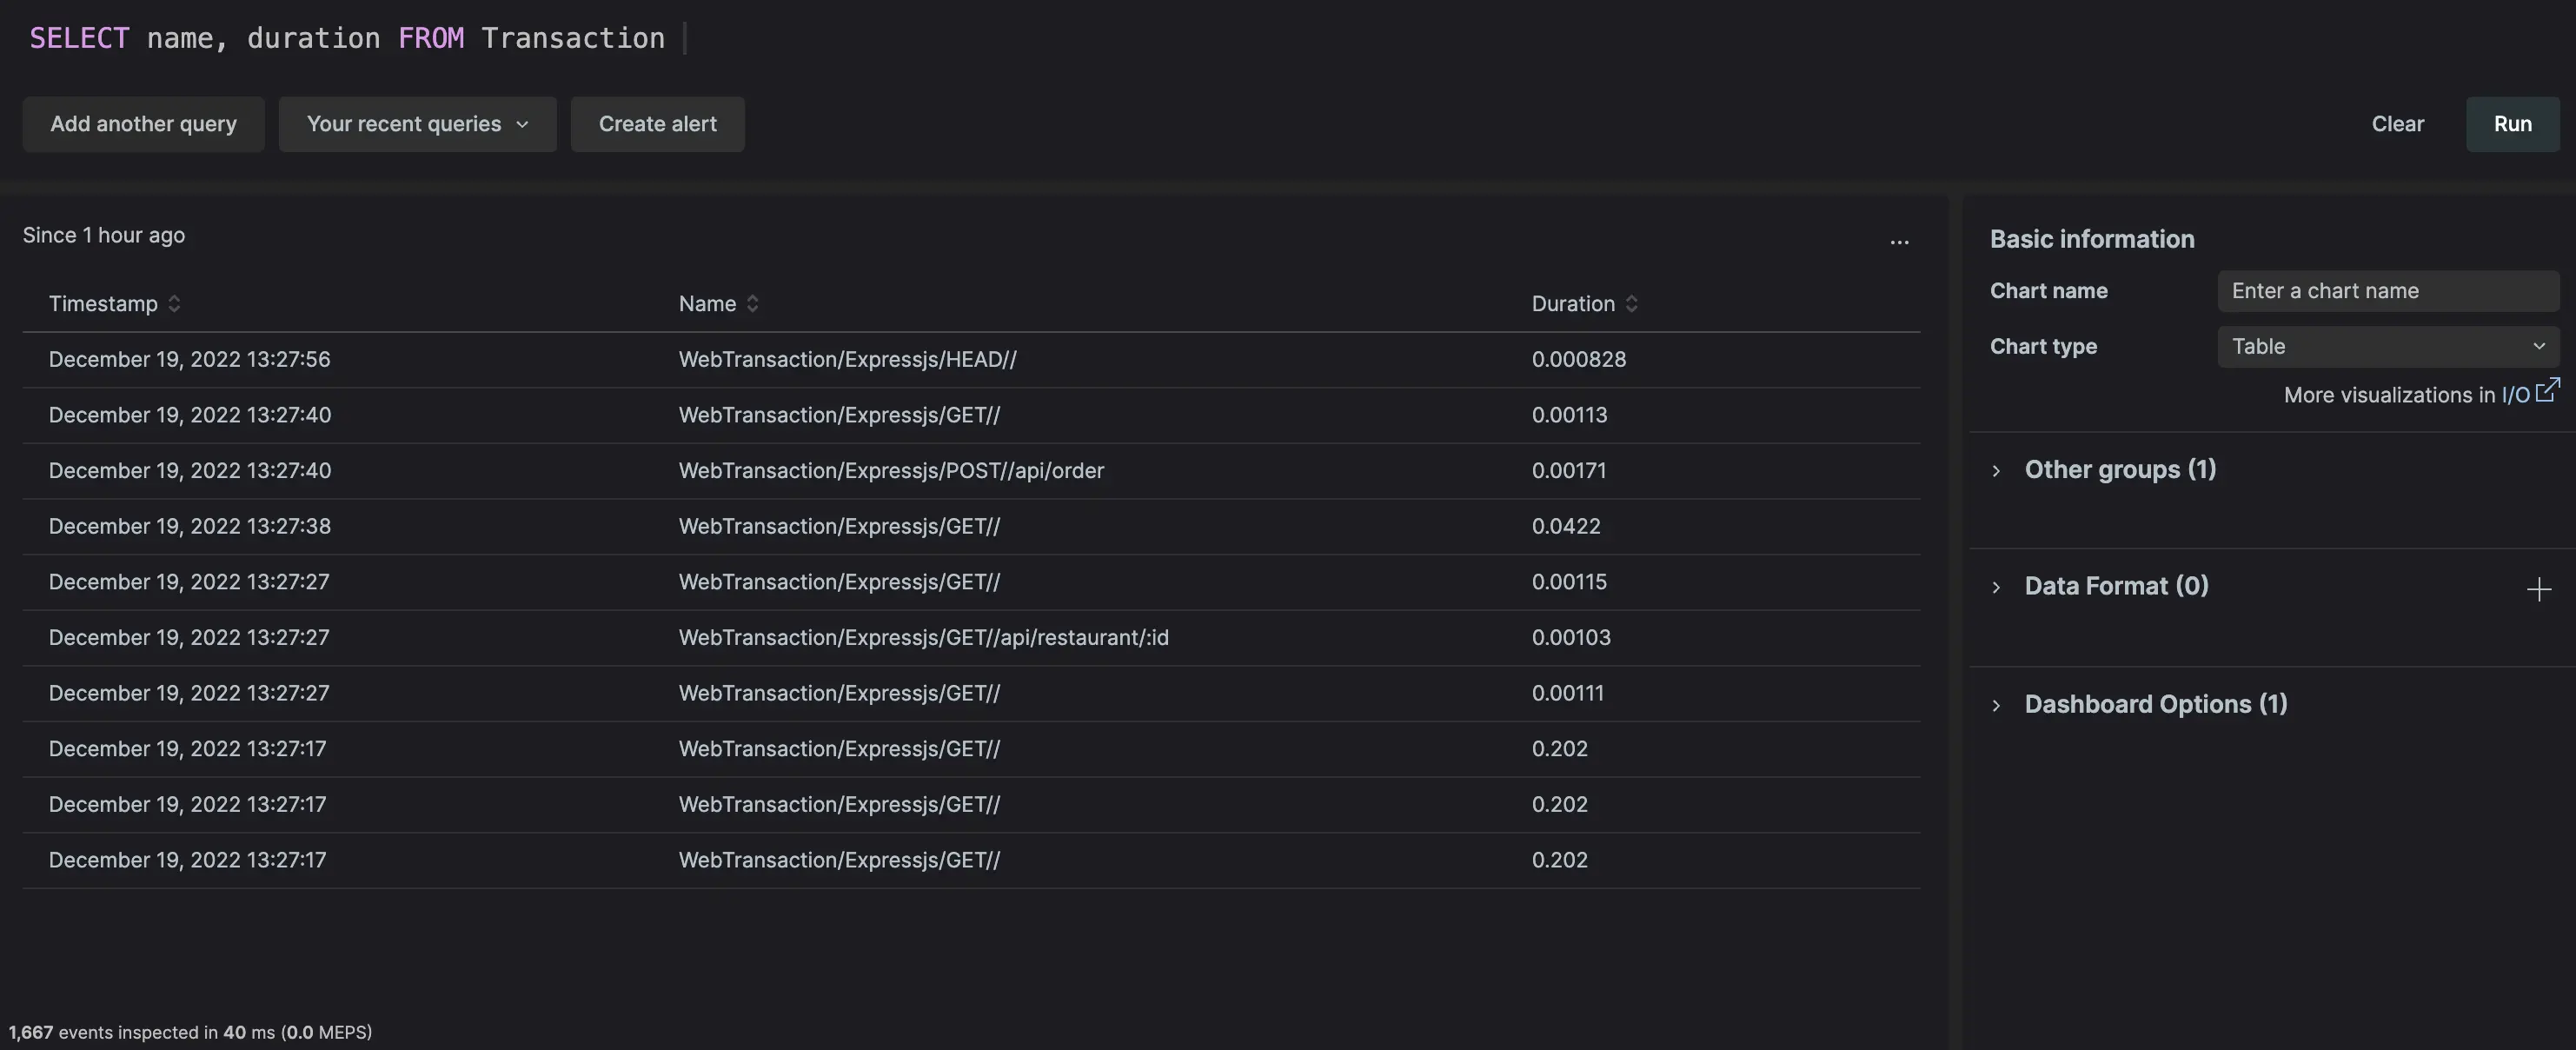 SELECT name, duration FROM Transaction
Add another query Your recent queries Create alert Clear Run
Since 1 hour ago
...
Timestamp Name Duration
December 19, 2022 13:27:56 WebTransaction/Expressjs/HEAD// 0.000828
December 19, 2022 13:27:40 WebTransaction/Expressjs/GET// 0.00113
December 19, 2022 13:27:40 WebTransaction/Expressjs/POST//api/order 0.00171
December 19, 2022 13:27:38 WebTransaction/Expressjs/GET// 0.0422
December 19, 2022 13:27:27 WebTransaction/Expressjs/GET// 0.00115
December 19, 2022 13:27:27 WebTransaction/Expressjs/GET//api/restaurant/:id 0.00103
December 19, 2022 13:27:27 WebTransaction/Expressjs/GET// 0.00111
December 19, 2022 13:27:17 WebTransaction/Expressjs/GET// 0.202
December 19, 2022 13:27:17 WebTransaction/Expressjs/GET// 0.202
December 19, 2022 13:27:17 WebTransaction/Expressjs/GET// 0.202
1,667 events inspected in 40 ms (0.0 MEPS)
Basic information
Chart name Enter a chart name
Chart type Table
More visualizations in I/O
Other groups (1)
Data Format (0)
Dashboard Options (1)